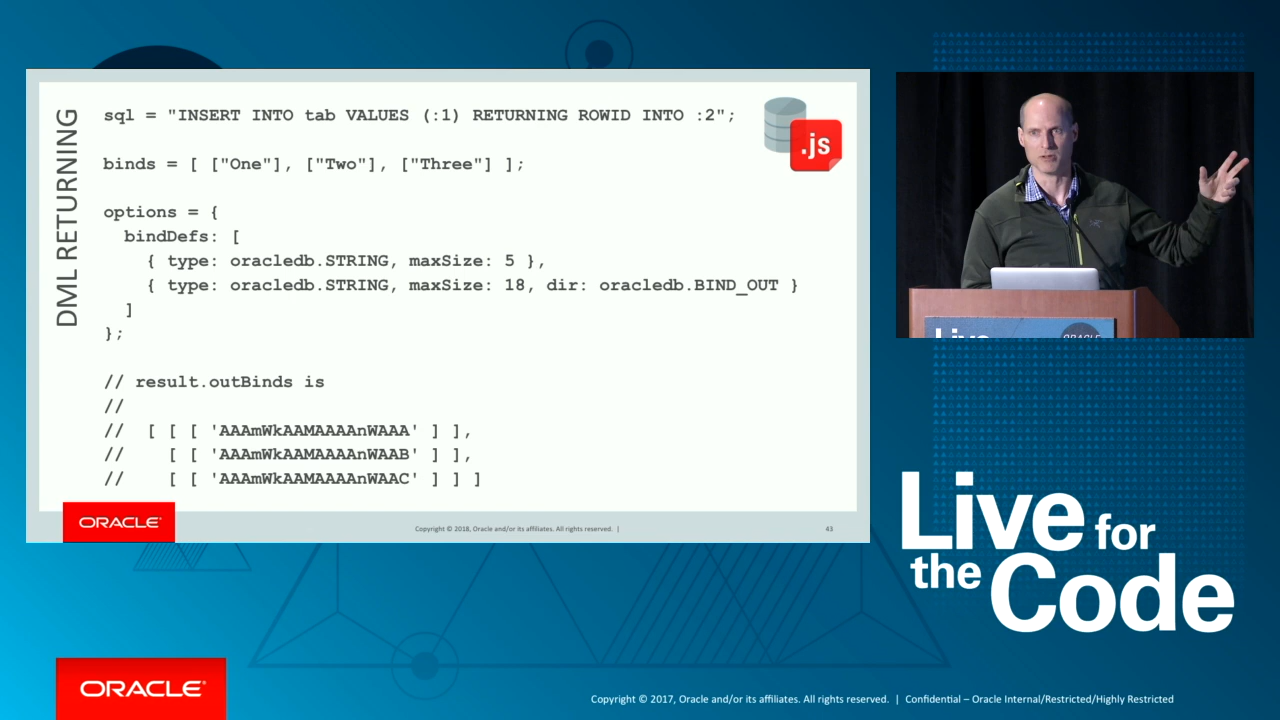 DML RETURNING
sql = "INSERT INTO tab VALUES (:1) RETURNING ROWID INTO :2";
binds = [ ["One"], ["Two"], ["Three"] ];
options = {
bindDefs: [
{ type: oracledb.STRING, maxSize: 5 },
{ type: oracledb.STRING, maxSize: 18, dir: oracledb.BIND_OUT }
]
};
// result.outBinds is
//
// [ [ [ 'AAAmWkAAMAAAAnWAAA' ] ],
// [ [ 'AAAmWkAAMAAAAnWAAB' ] ],
// [ [ 'AAAmWkAAMAAAAnWAAC' ] ] ]
.js
ORACLE®
Copyright © 2018, Oracle and/or its affiliates. All rights reserved. |
43
Live
ORACLE
Live for
the Code
ORACLE®
Copyright © 2017, Oracle and/or its affiliates. All rights reserved. | Confidential – Oracle Internal/Restricted/Highly Restricted